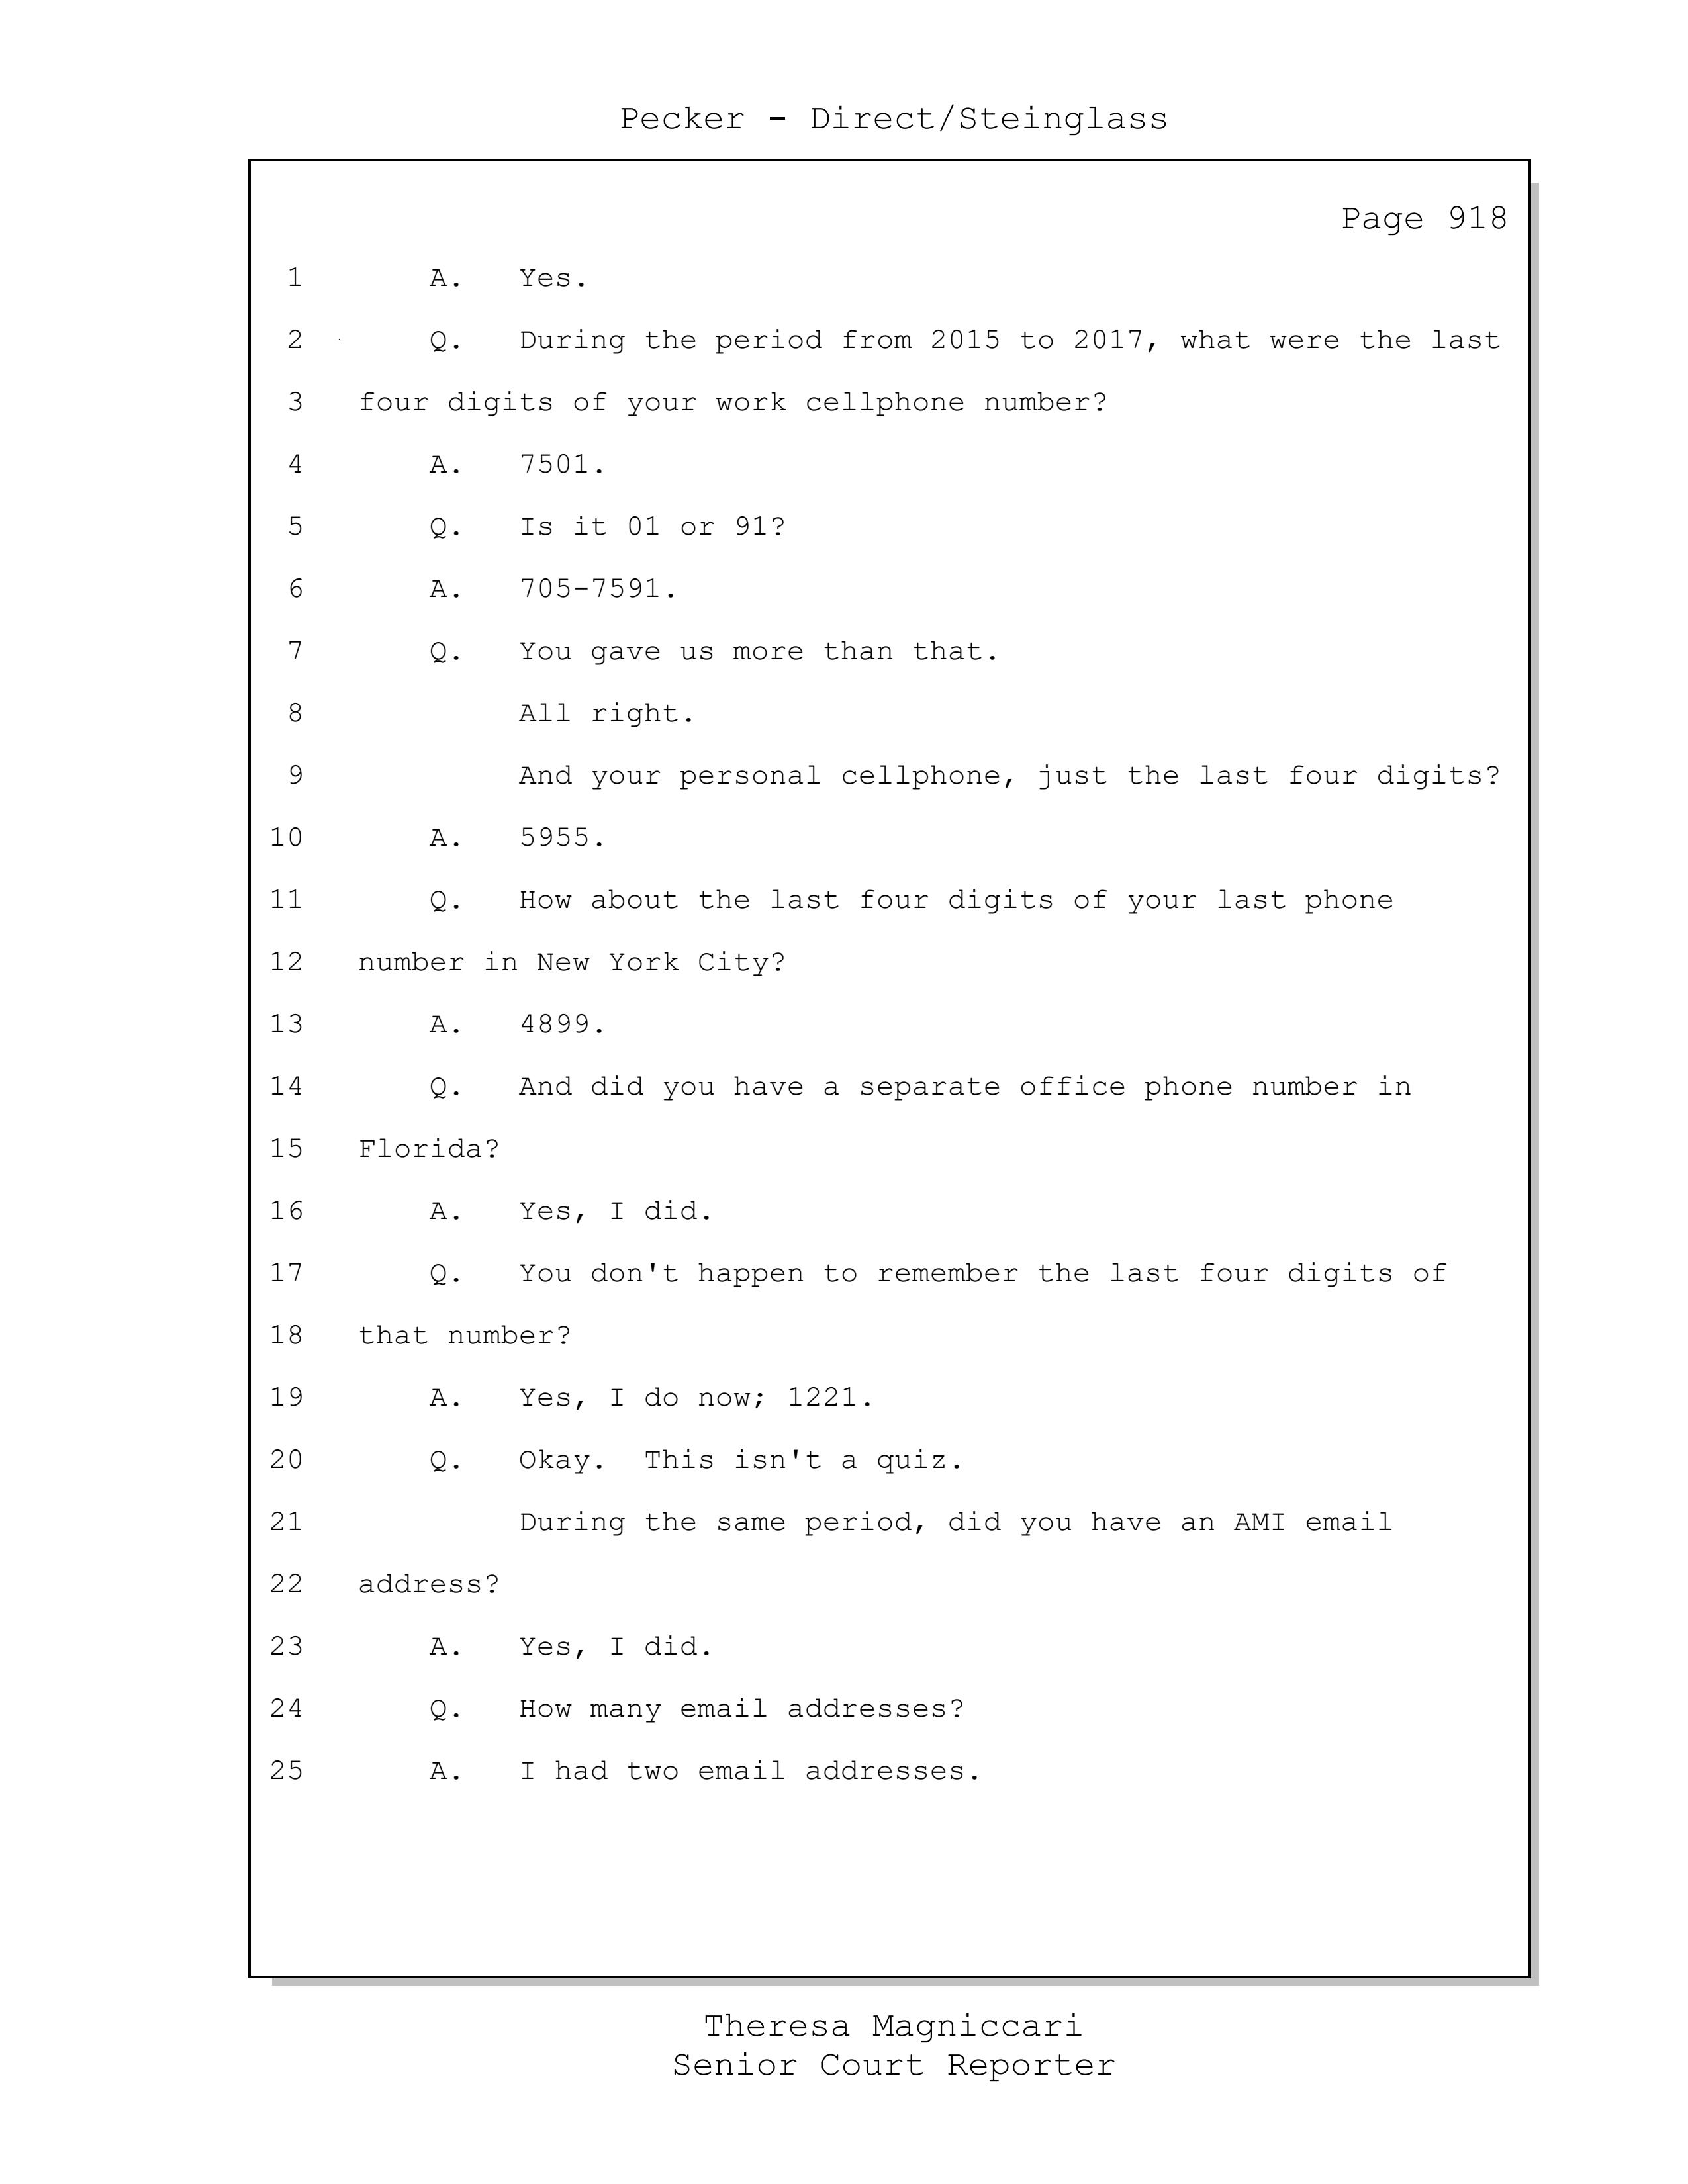 Pecker - Direct/Steinglass
Page 918
1 A. Yes.
2 Q. During the period from 2015 to 2017, what were the last
3 four digits of your work cellphone number?
4 A. 7501.
5 Q. Is it 01 or 91?
6 A. 705-7591.
7 Q. You gave us more than that.
8 All right.
9 And your personal cellphone, just the last four digits?
10 A. 5955.
11 Q. How about the last four digits of your last phone
12 number in New York City?
13 A. 4899.
14 Q. And did you have a separate office phone number in
15 Florida?
16 A. Yes, I did.
17 Q. You don't happen to remember the last four digits of
18 that number?
19 A. Yes, I do now; 1221.
20 Q. Okay. This isn't a quiz.
21 During the same period, did you have an AMI email
22 address?
23 A. Yes, I did.
24 Q. How many email addresses?
25 A. I had two email addresses.
Theresa Magniccari
Senior Court Reporter